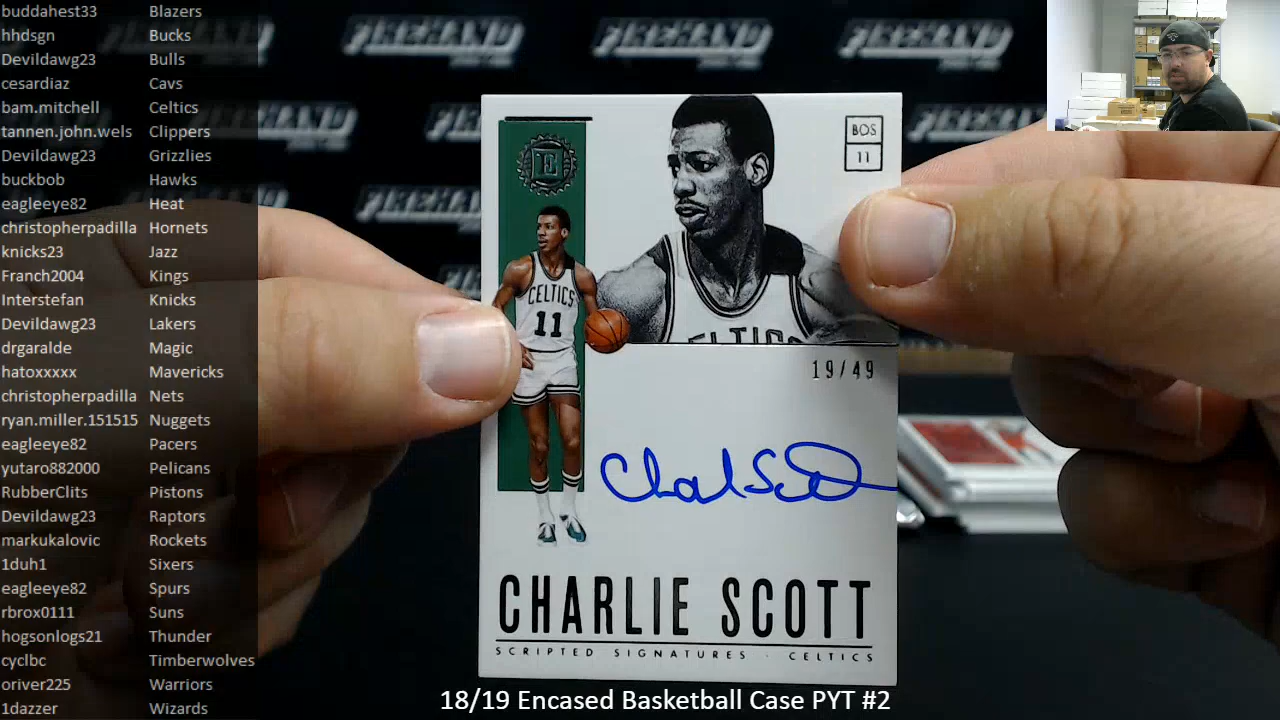 buddahest33 Blazers
hhdsgn Bucks
Devildawg23 Bulls
cesardiaz Cavs
bam.mitchell Celtics
tannen.john.wels Clippers
Devildawg23 Grizzlies
buckbob Hawks
eagleeye82 Heat
christopherpadilla Hornets
knicks23 Jazz
Franch2004 Kings
Interstefan Knicks
Devildawg23 Lakers
drgaralde Magic
hatoxxxxx Mavericks
christopherpadilla Nets
ryan.miller.151515 Nuggets
eagleeye82 Pacers
yutaro882000 Pelicans
RubberClits Pistons
Devildawg23 Raptors
markukalovic Rockets
1duh1 Sixers
eagleeye82 Spurs
rbrox0111 Suns
hogsonlogs21 Thunder
cyclbc Timberwolves
oriver225 Warriors
1dazzer Wizards
FIREHAND
FIREHAND
FIREHAND
E
BOS
11
CELTICS
11
CELTICS
19/49
CHARLIE SCOTT
SCRIPTED SIGNATURES · CELTICS
18/19 Encased Basketball Case PYT #2